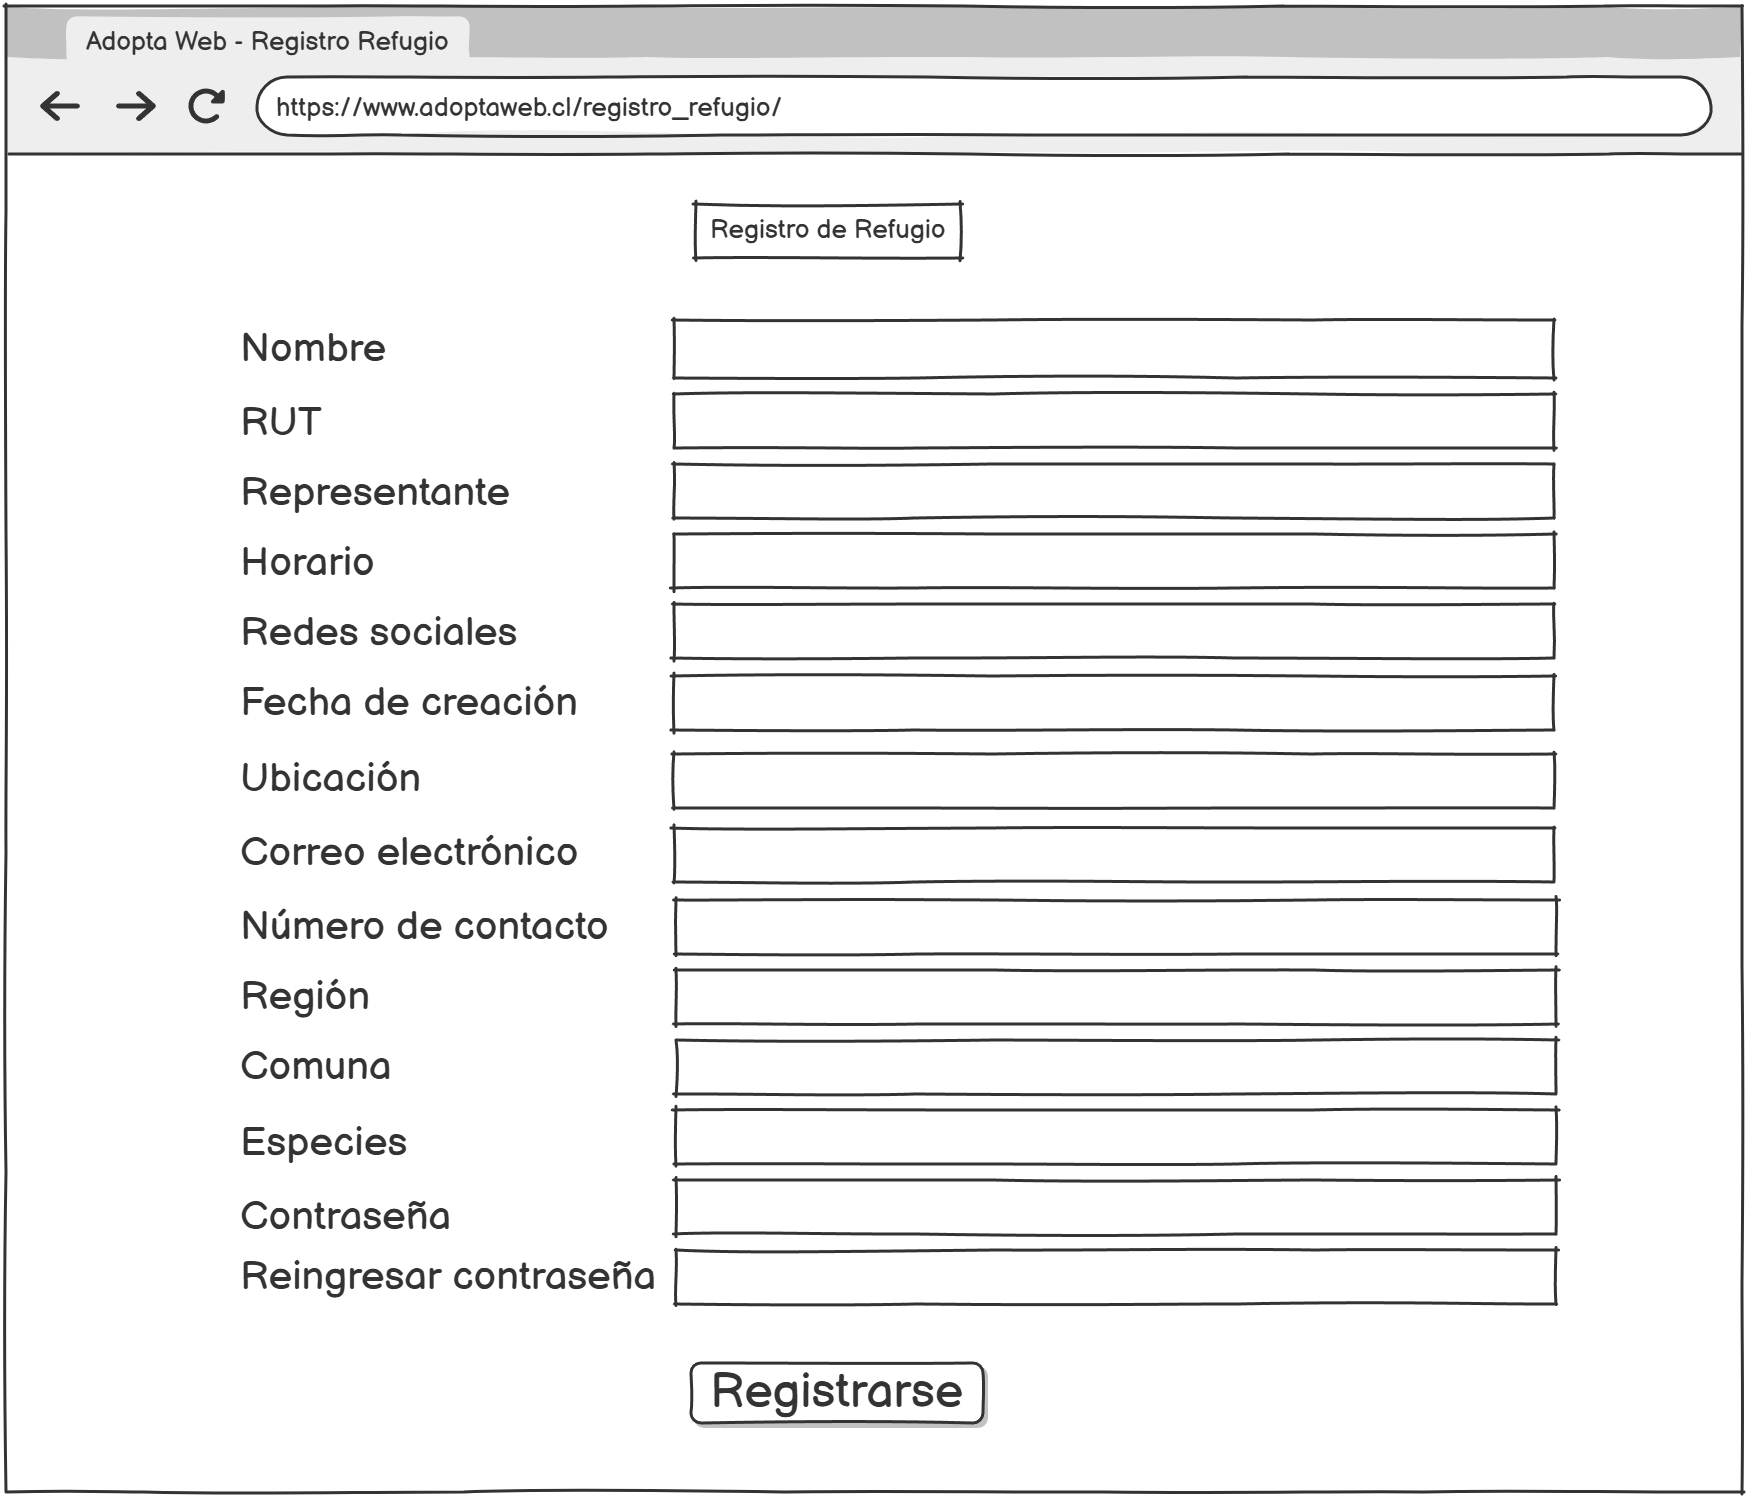 Adopta Web - Registro Refugio
https://www.adoptaweb.cl/registro_refugio/
Registro de Refugio
Nombre
RUT
Representante
Horario
Redes sociales
Fecha de creación
Ubicación
Correo electrónico
Número de contacto
Región
Comuna
Especies
Contraseña
Reingresar contraseña
Registrarse